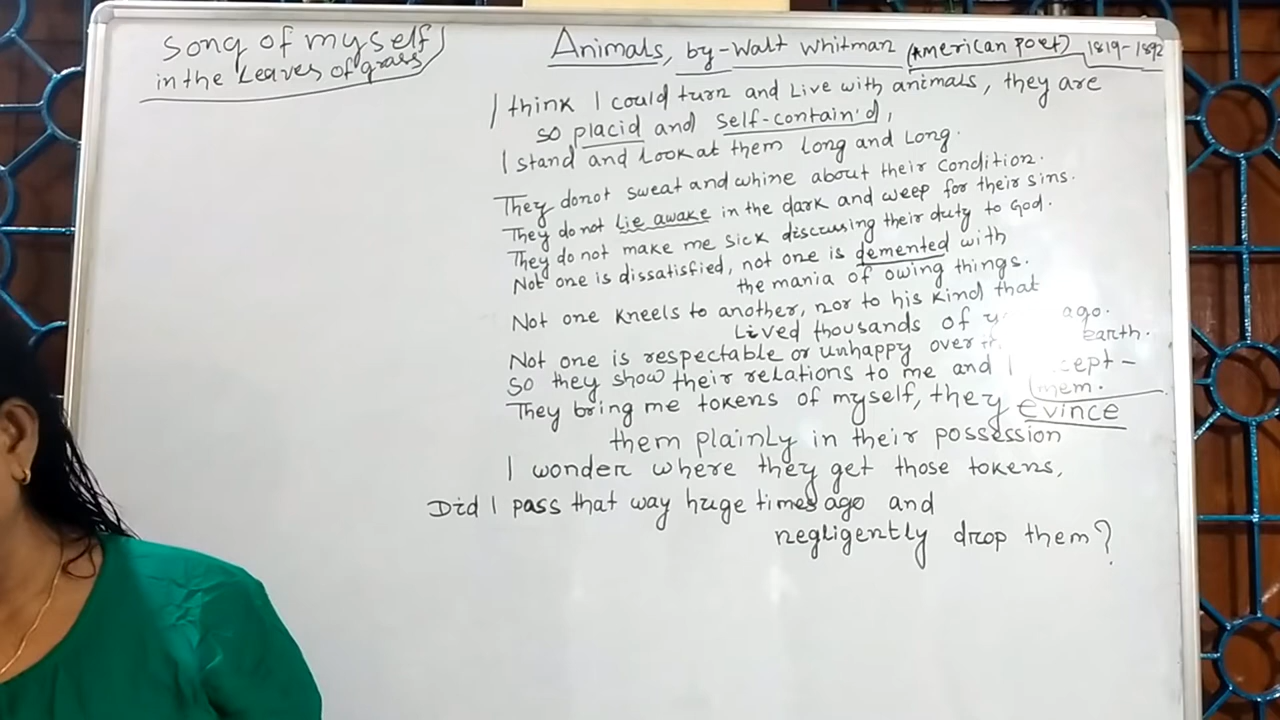 Song of myself
in the Leaves of grass
Animals, by-Walt Whitman (American Poet) 1819-1892
I think I could turn and Live with animals, they are
so placid and Self-contain'd,
I stand and Look at them Long and Long.
They donot sweat and whine about their condition.
They do not Lie awake in the dark and weep for their sins.
They do not make me sick discussing their duty to God.
Not one is dissatisfied, not one is demented with
the mania of owing things.
Not one kneels to another, nor to his kind that
Lived thousands of ago.
Not one is respectable or unhappy over earth.
So they show their relations to me and I
them.
They bring me tokens of myself, they evince
them plainly in their possession
I wonder where they get those tokens,
Did I pass that way huge times ago and
negligently drop them?